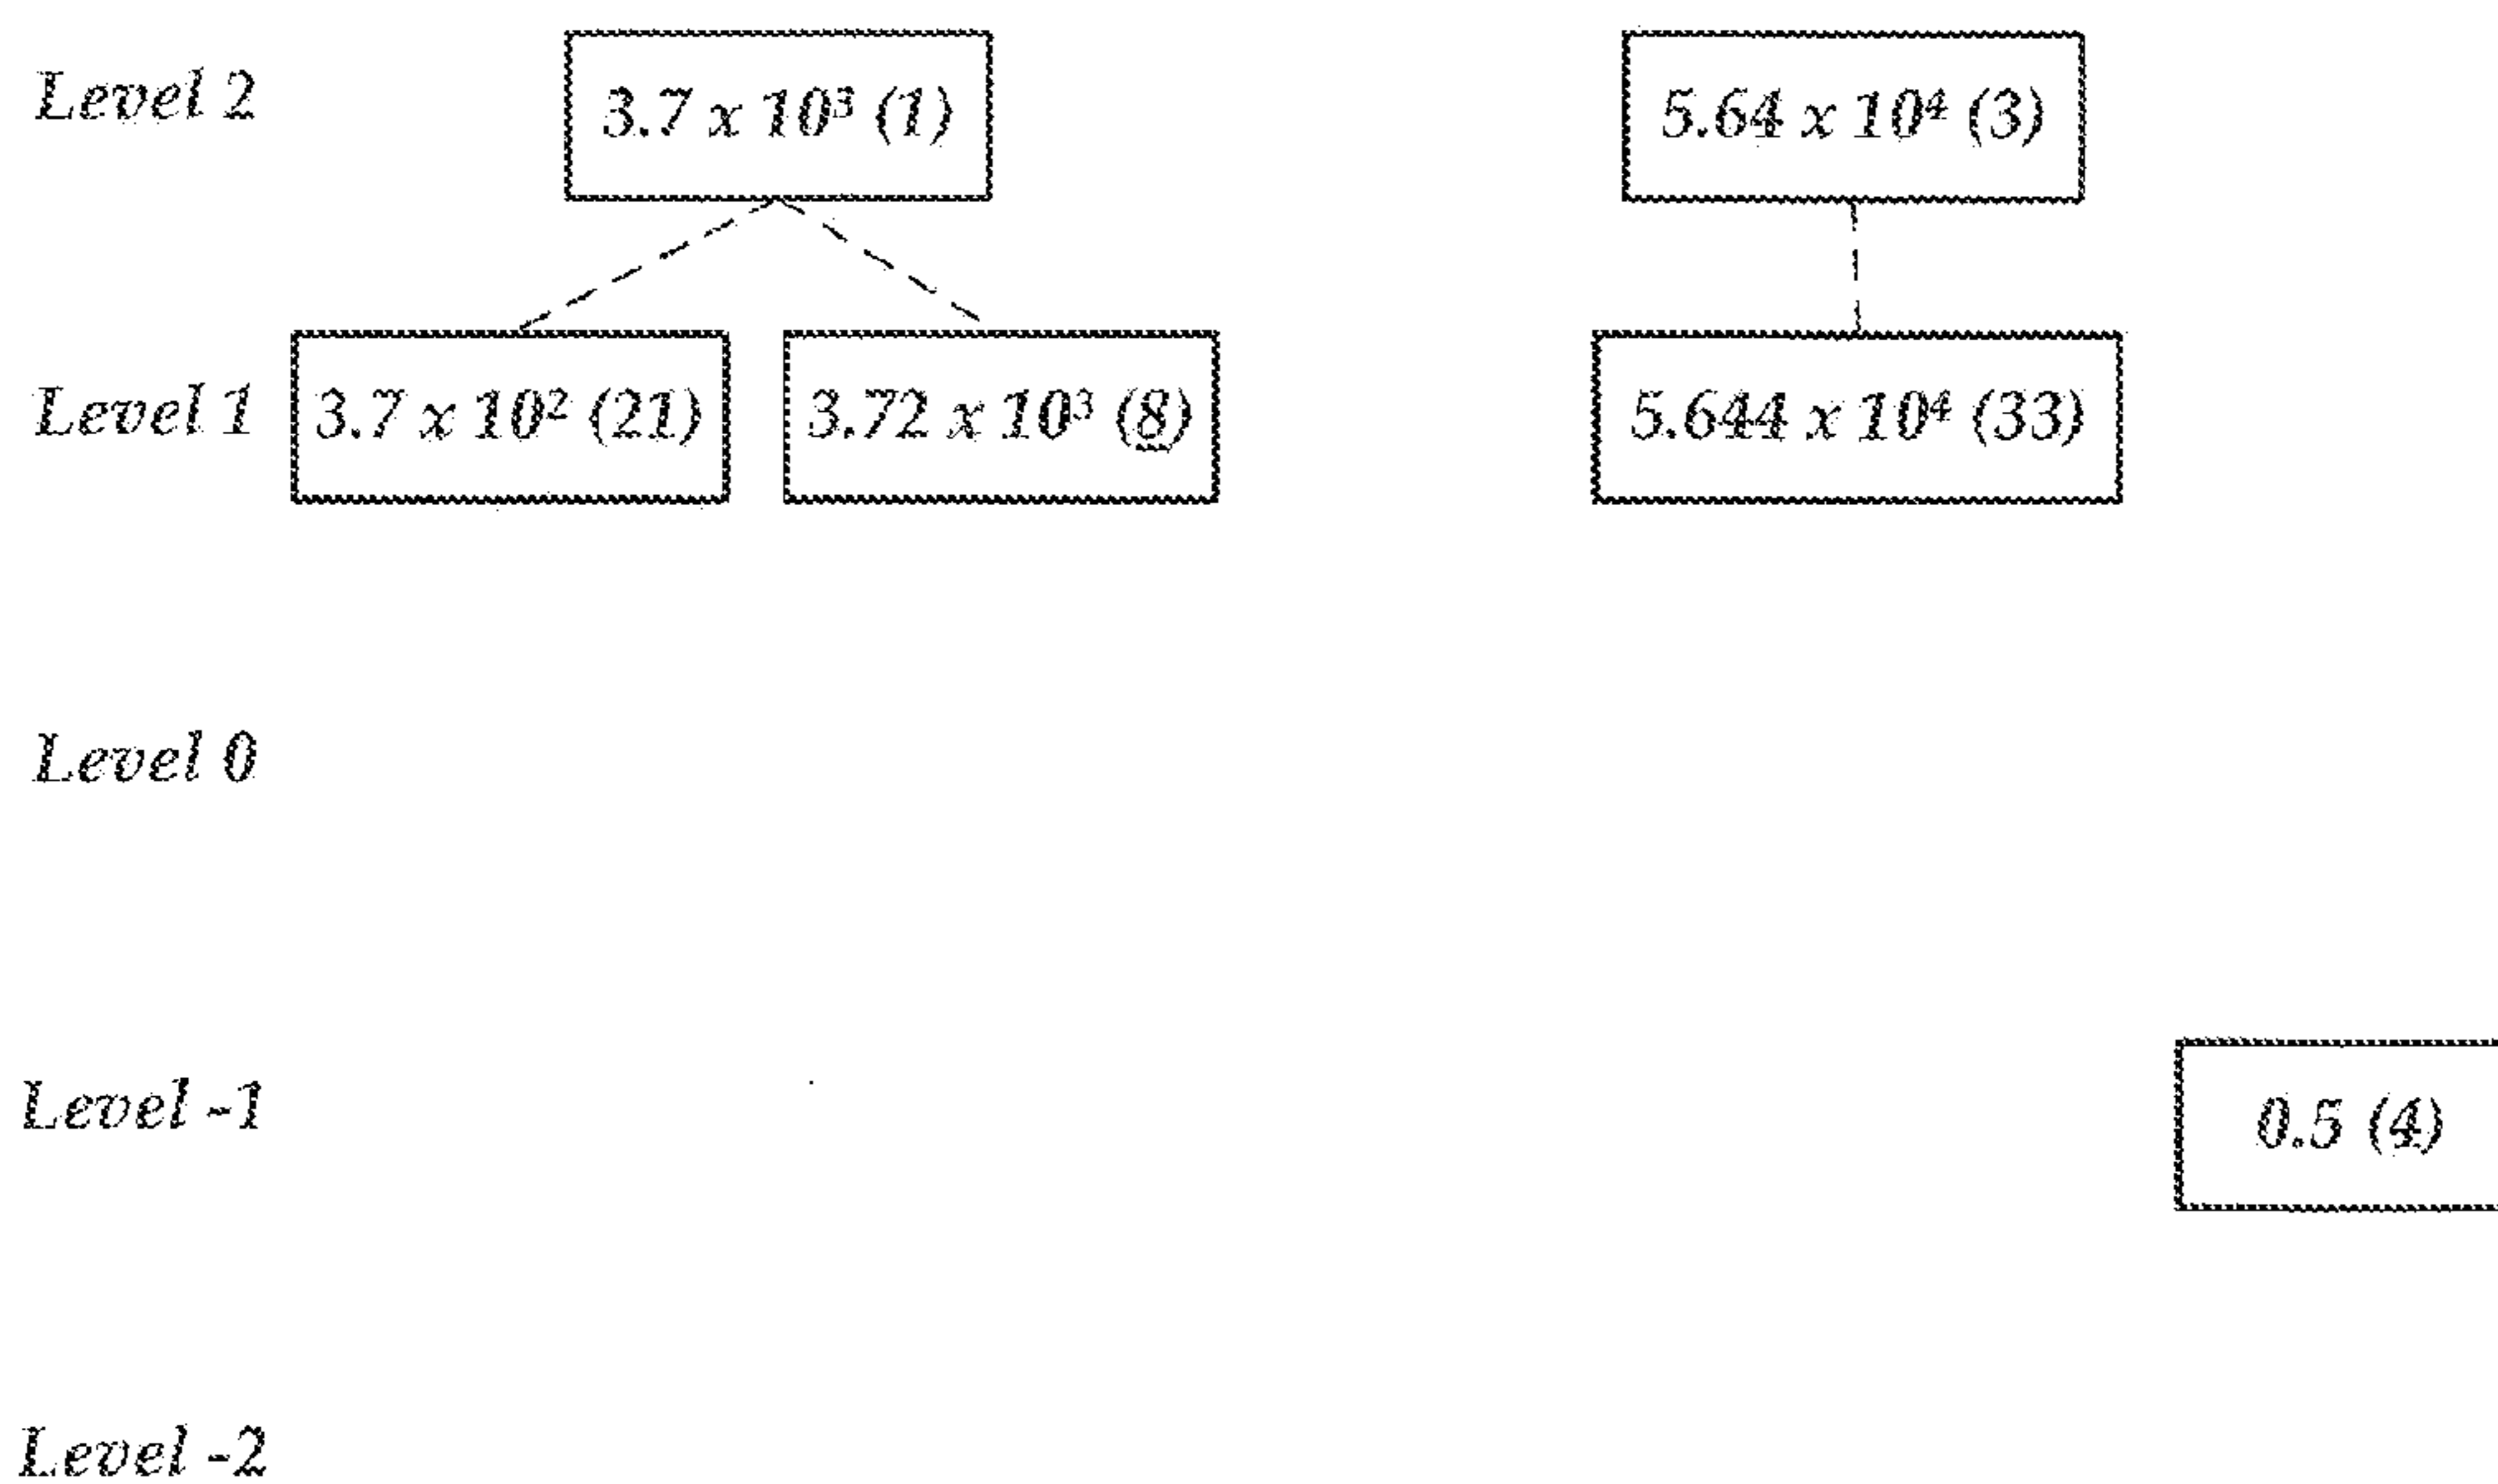 Level 2 3.7 x 10³ (1) 5.64 x 10⁴ (3)
Level 1 3.7 x 10² (21) 3.72 x 10³ (8) 5.644 x 10⁴ (33)
Level 0
Level -1 0.5 (4)
Level -2